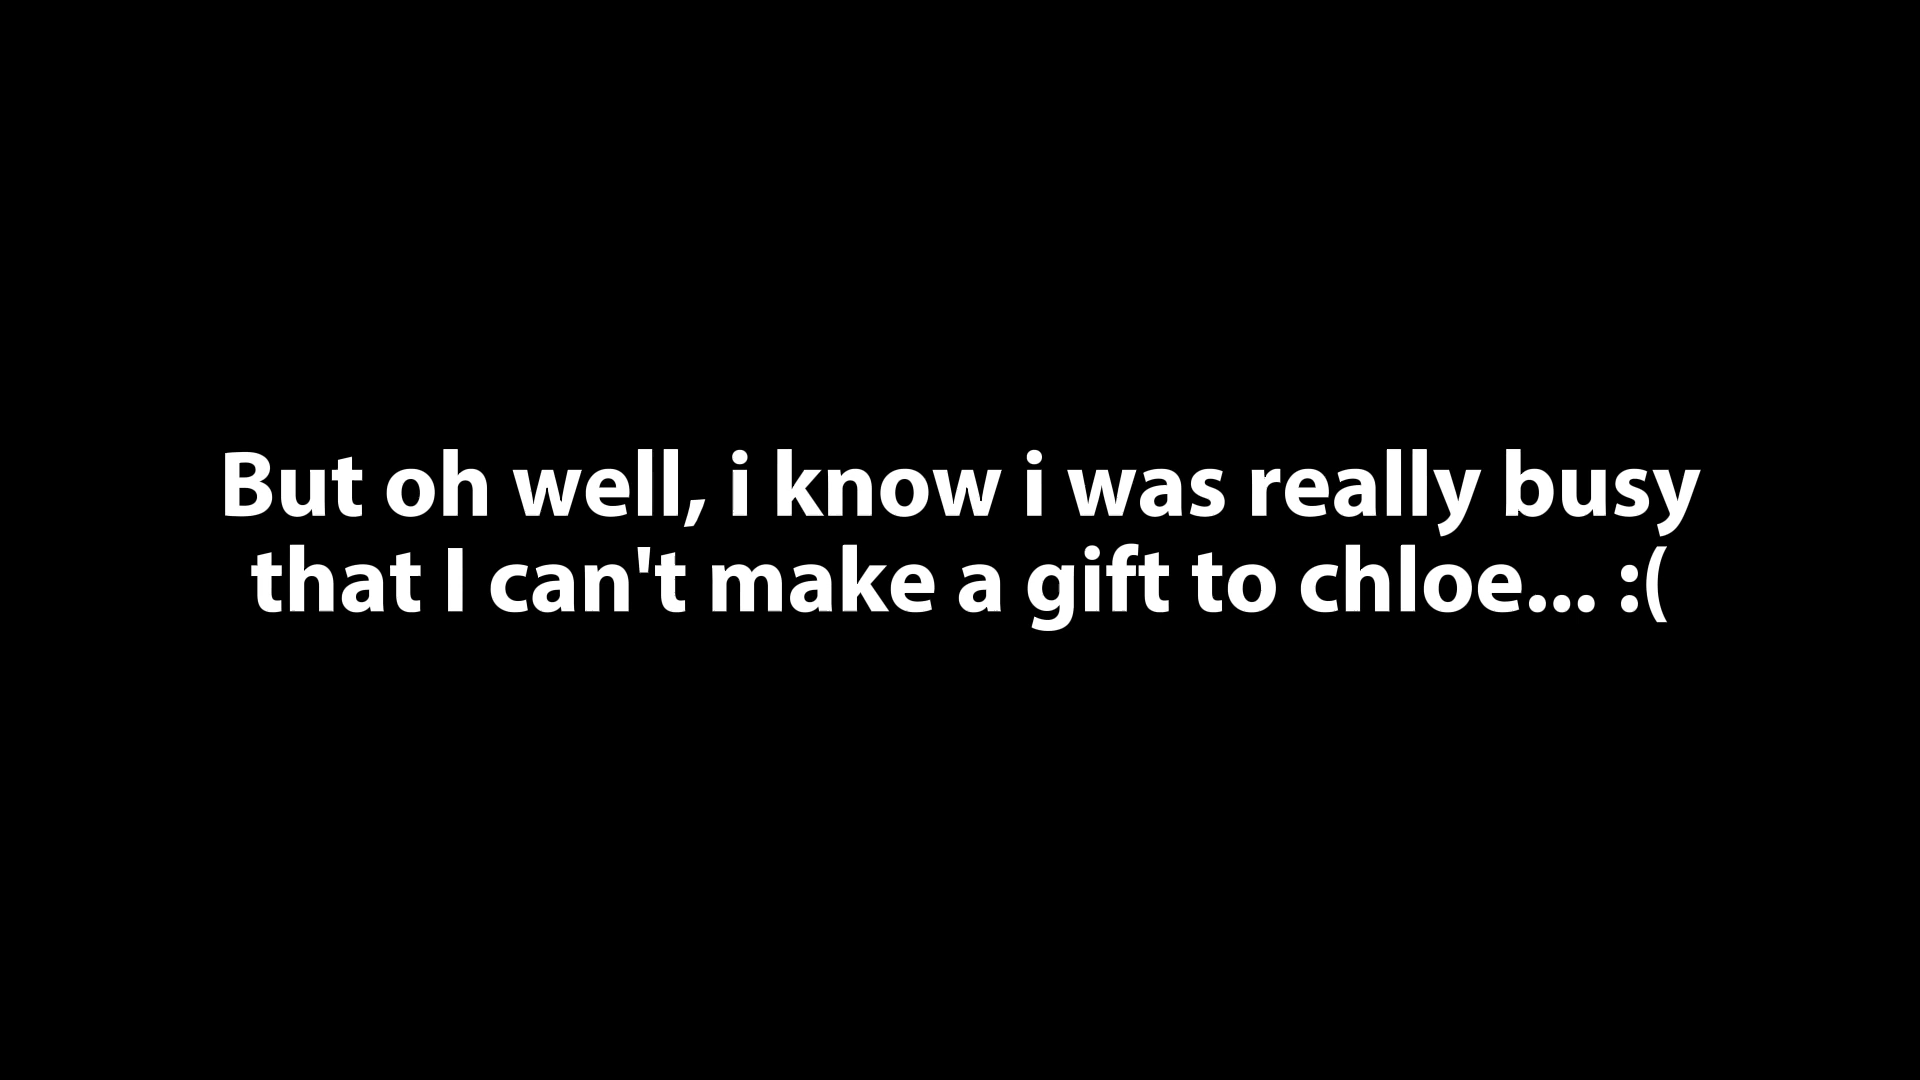 But oh well, i know i was really busy
that I can't make a gift to chloe... :(